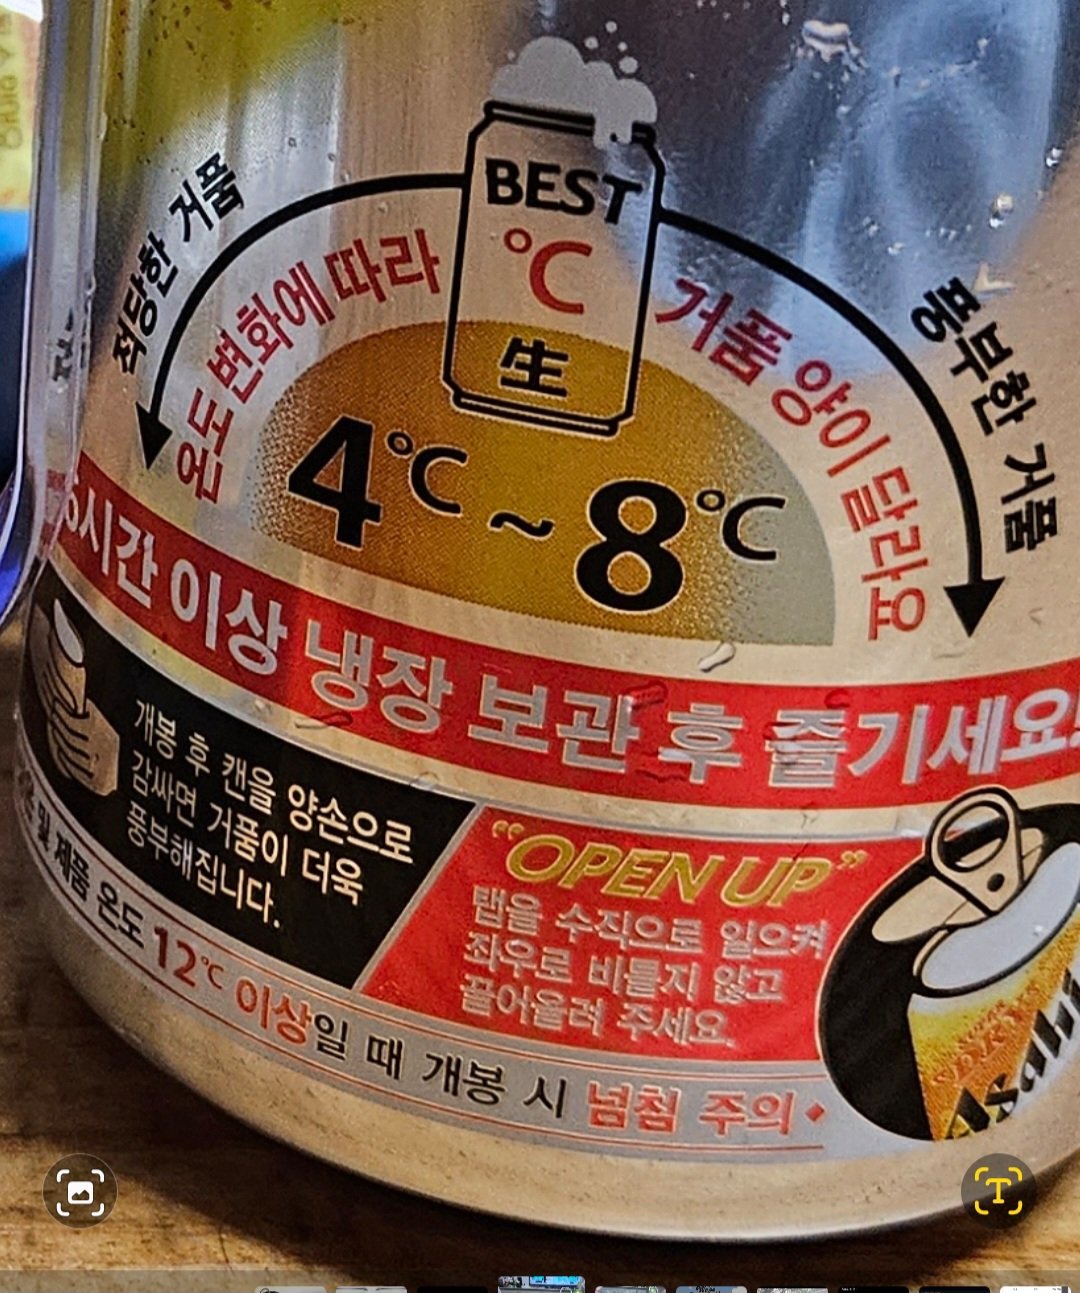 BEST
°C
生
적당한 거품
온도 변화에 따라
거품 양이 달라요
풍부한 거품
4°C ~ 8°C
6시간 이상 냉장 보관 후 즐기세요!
개봉 후 캔을 양손으로
감싸면 거품이 더욱
풍부해집니다.
“OPEN UP”
탭을 수직으로 일으켜
좌우로 비틀지 않고
끌어올려 주세요.
및 제품 온도 12°C 이상일 때 개봉 시 넘침 주의